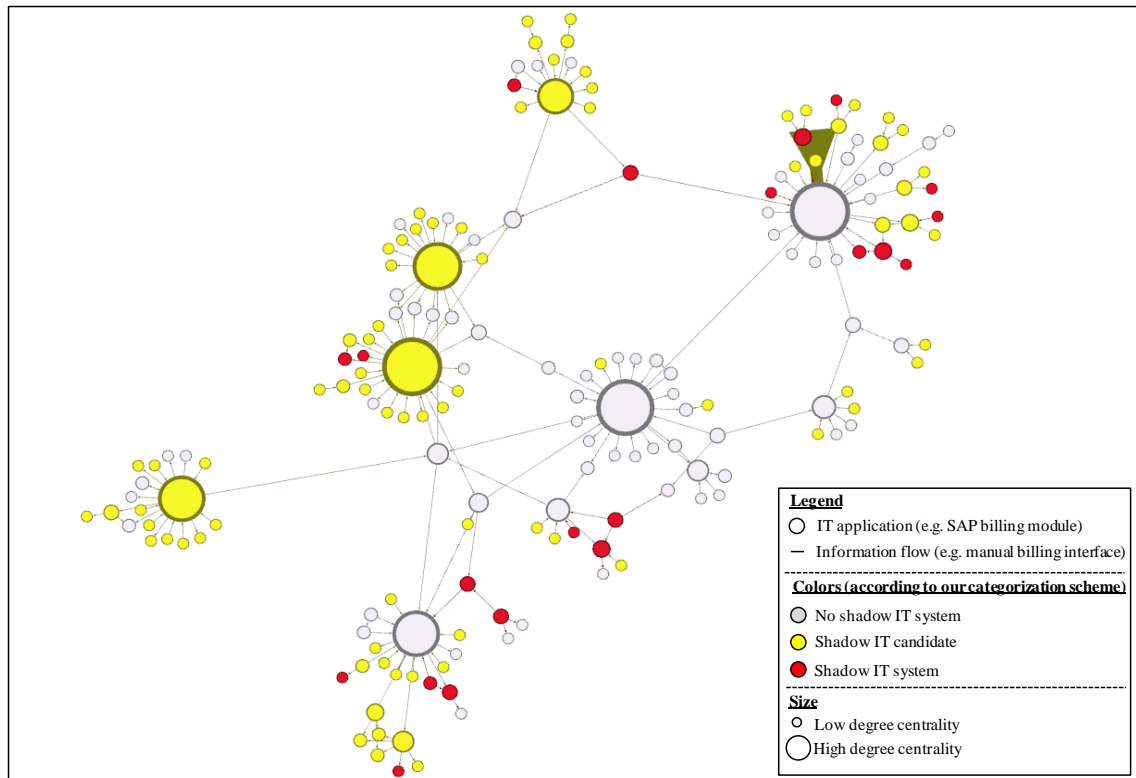 Legend
IT application (e.g. SAP billing module)
Information flow (e.g. manual billing interface)
Colors (according to our categorization scheme)
No shadow IT system
Shadow IT candidate
Shadow IT system
Size
Low degree centrality
High degree centrality